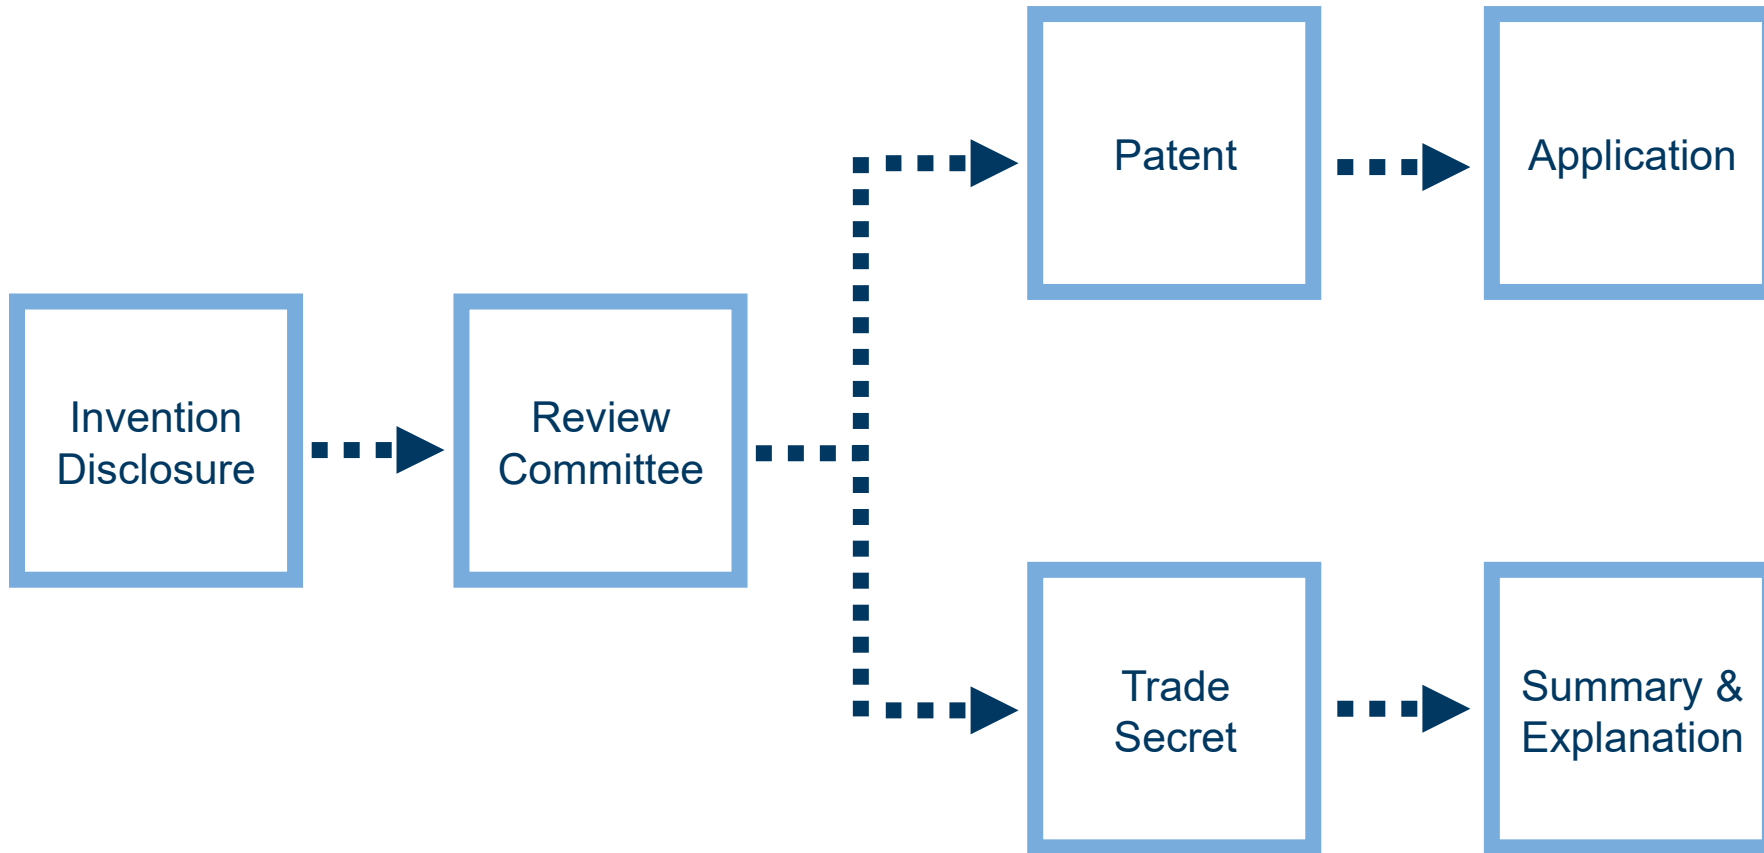 Invention
Disclosure
Review
Committee
Patent
Application
Trade
Secret
Summary &
Explanation